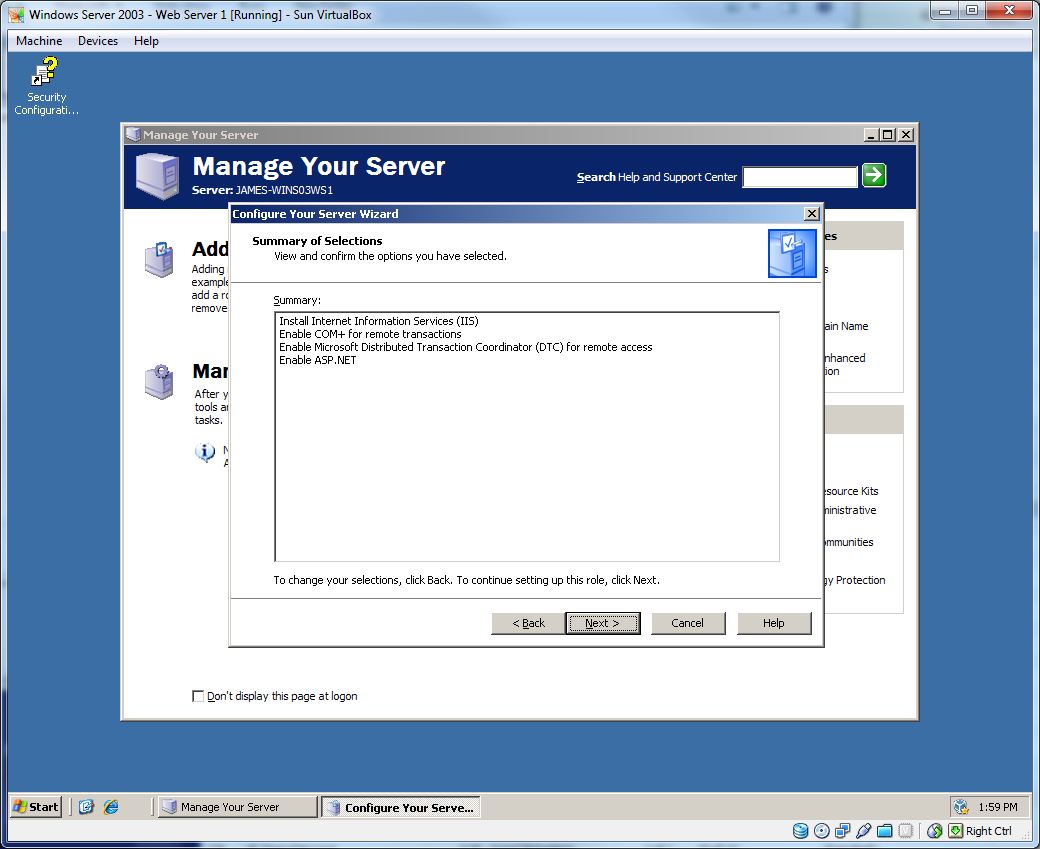 Windows Server 2003 - Web Server 1 [Running] - Sun VirtualBox
Machine Devices Help
Security
Configurati...
Manage Your Server
Manage Your Server
Server: JAMES-WINS03WS1
Search Help and Support Center
Configure Your Server Wizard
Summary of Selections
View and confirm the options you have selected.
Summary:
Install Internet Information Services (IIS)
Enable COM+ for remote transactions
Enable Microsoft Distributed Transaction Coordinator (DTC) for remote access
Enable ASP.NET
To change your selections, click Back. To continue setting up this role, click Next.
< Back
Next >
Cancel
Help
Add
Adding
example
add a ro
remove
Man
After y
tools a
tasks.
N
A
es
s
ain Name
nhanced
ion
esource Kits
ministrative
ommunities
gy Protection
Don't display this page at logon
Start
Manage Your Server
Configure Your Serve...
1:59 PM
Right Ctrl